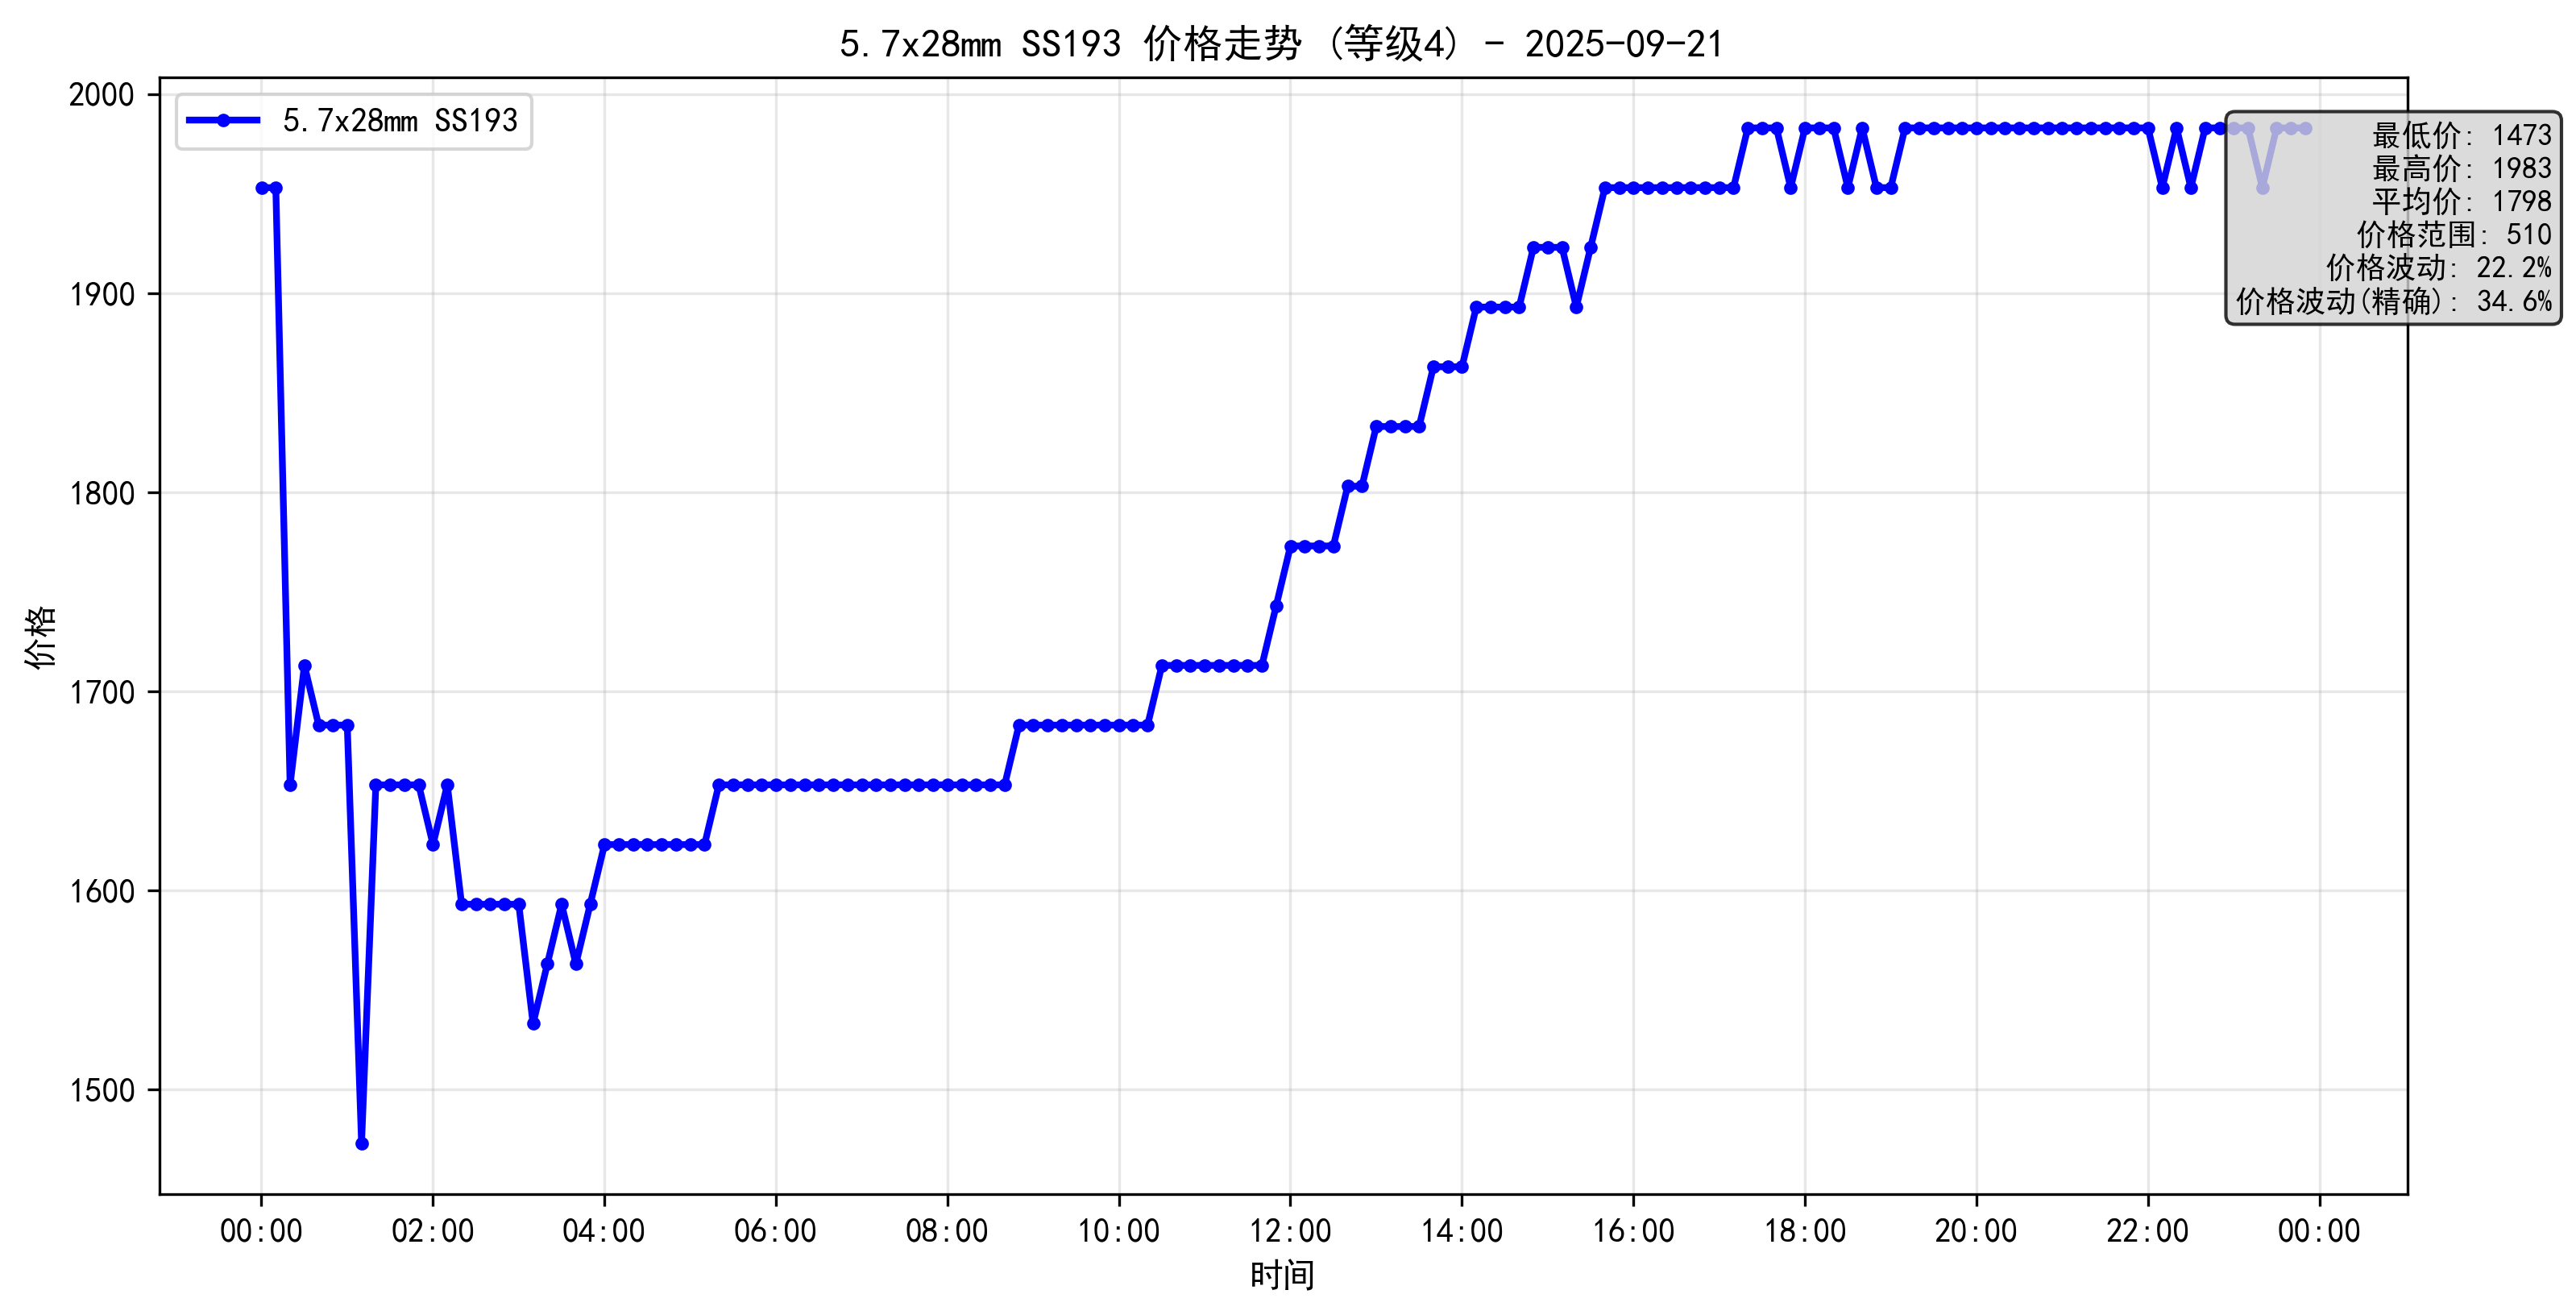 5.7x28mm SS193 价格走势 (等级4) - 2025-09-21
5.7x28mm SS193
最低价: 1473
最高价: 1983
平均价: 1798
价格范围: 510
价格波动: 22.2%
价格波动(精确): 34.6%
价格
2000
1900
1800
1700
1600
1500
00:00 02:00 04:00 06:00 08:00 10:00 12:00 14:00 16:00 18:00 20:00 22:00 00:00
时间